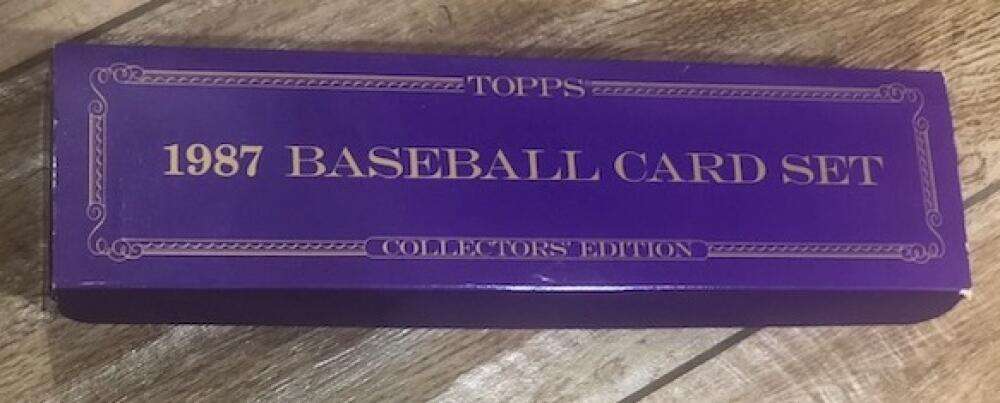 TOPPS
1987 BASEBALL CARD SET
COLLECTORS' EDITION